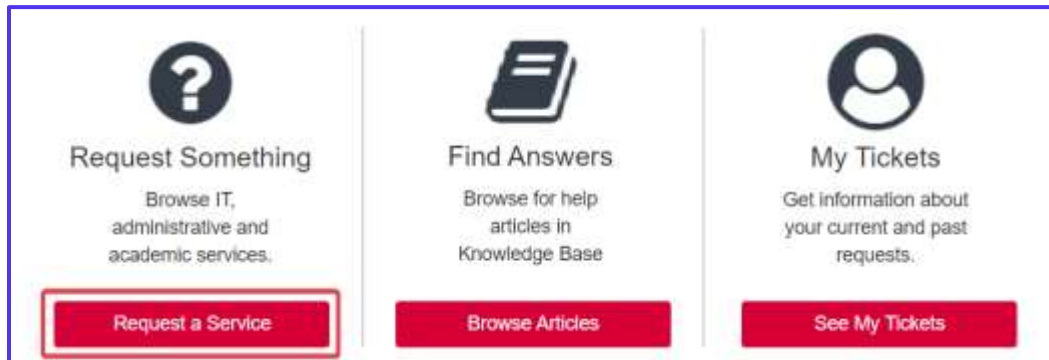 Request Something
Browse IT,
administrative and
academic services.
Request a Service
Find Answers
Browse for help
articles in
Knowledge Base
Browse Articles
My Tickets
Get information about
your current and past
requests.
See My Tickets